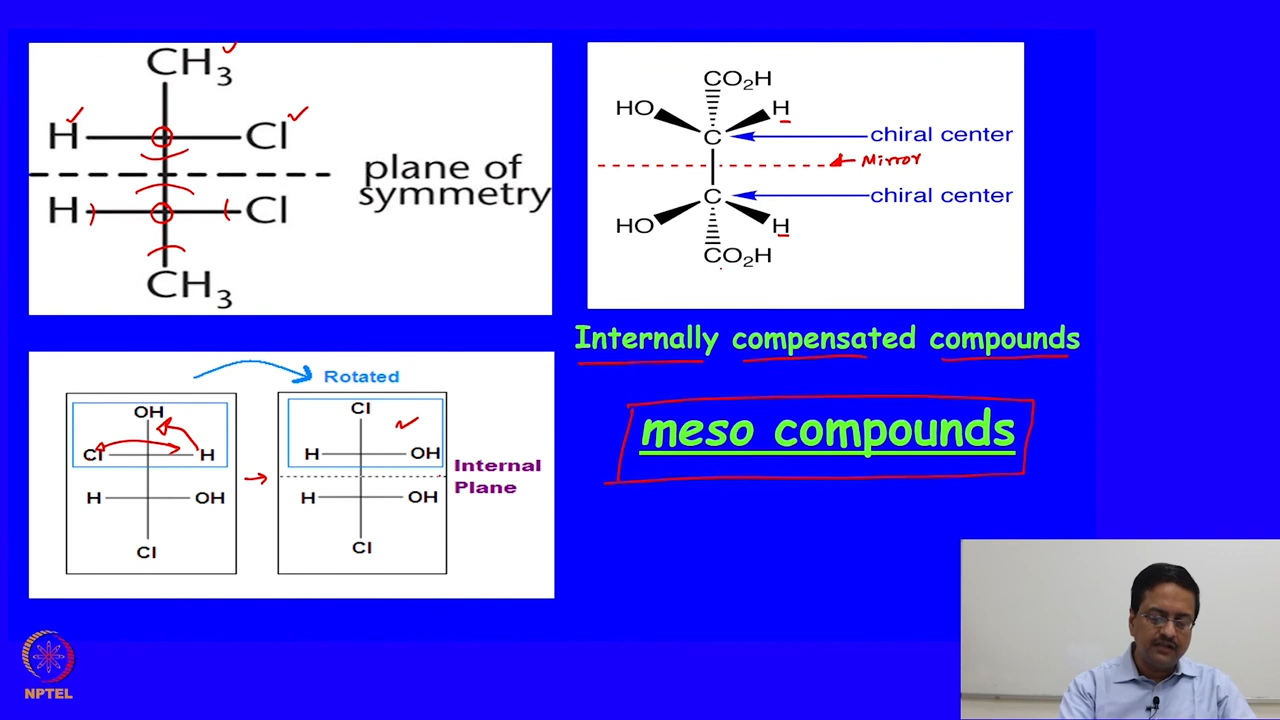 CH3
H Cl
plane of
symmetry
H Cl
CH3
CO2H
HO H
C chiral center
Mirror
C chiral center
HO H
CO2H
Internally compensated compounds
meso compounds
Rotated
OH
Cl H
H OH
Cl
Cl
H OH
Internal
Plane
H OH
Cl
NPTEL